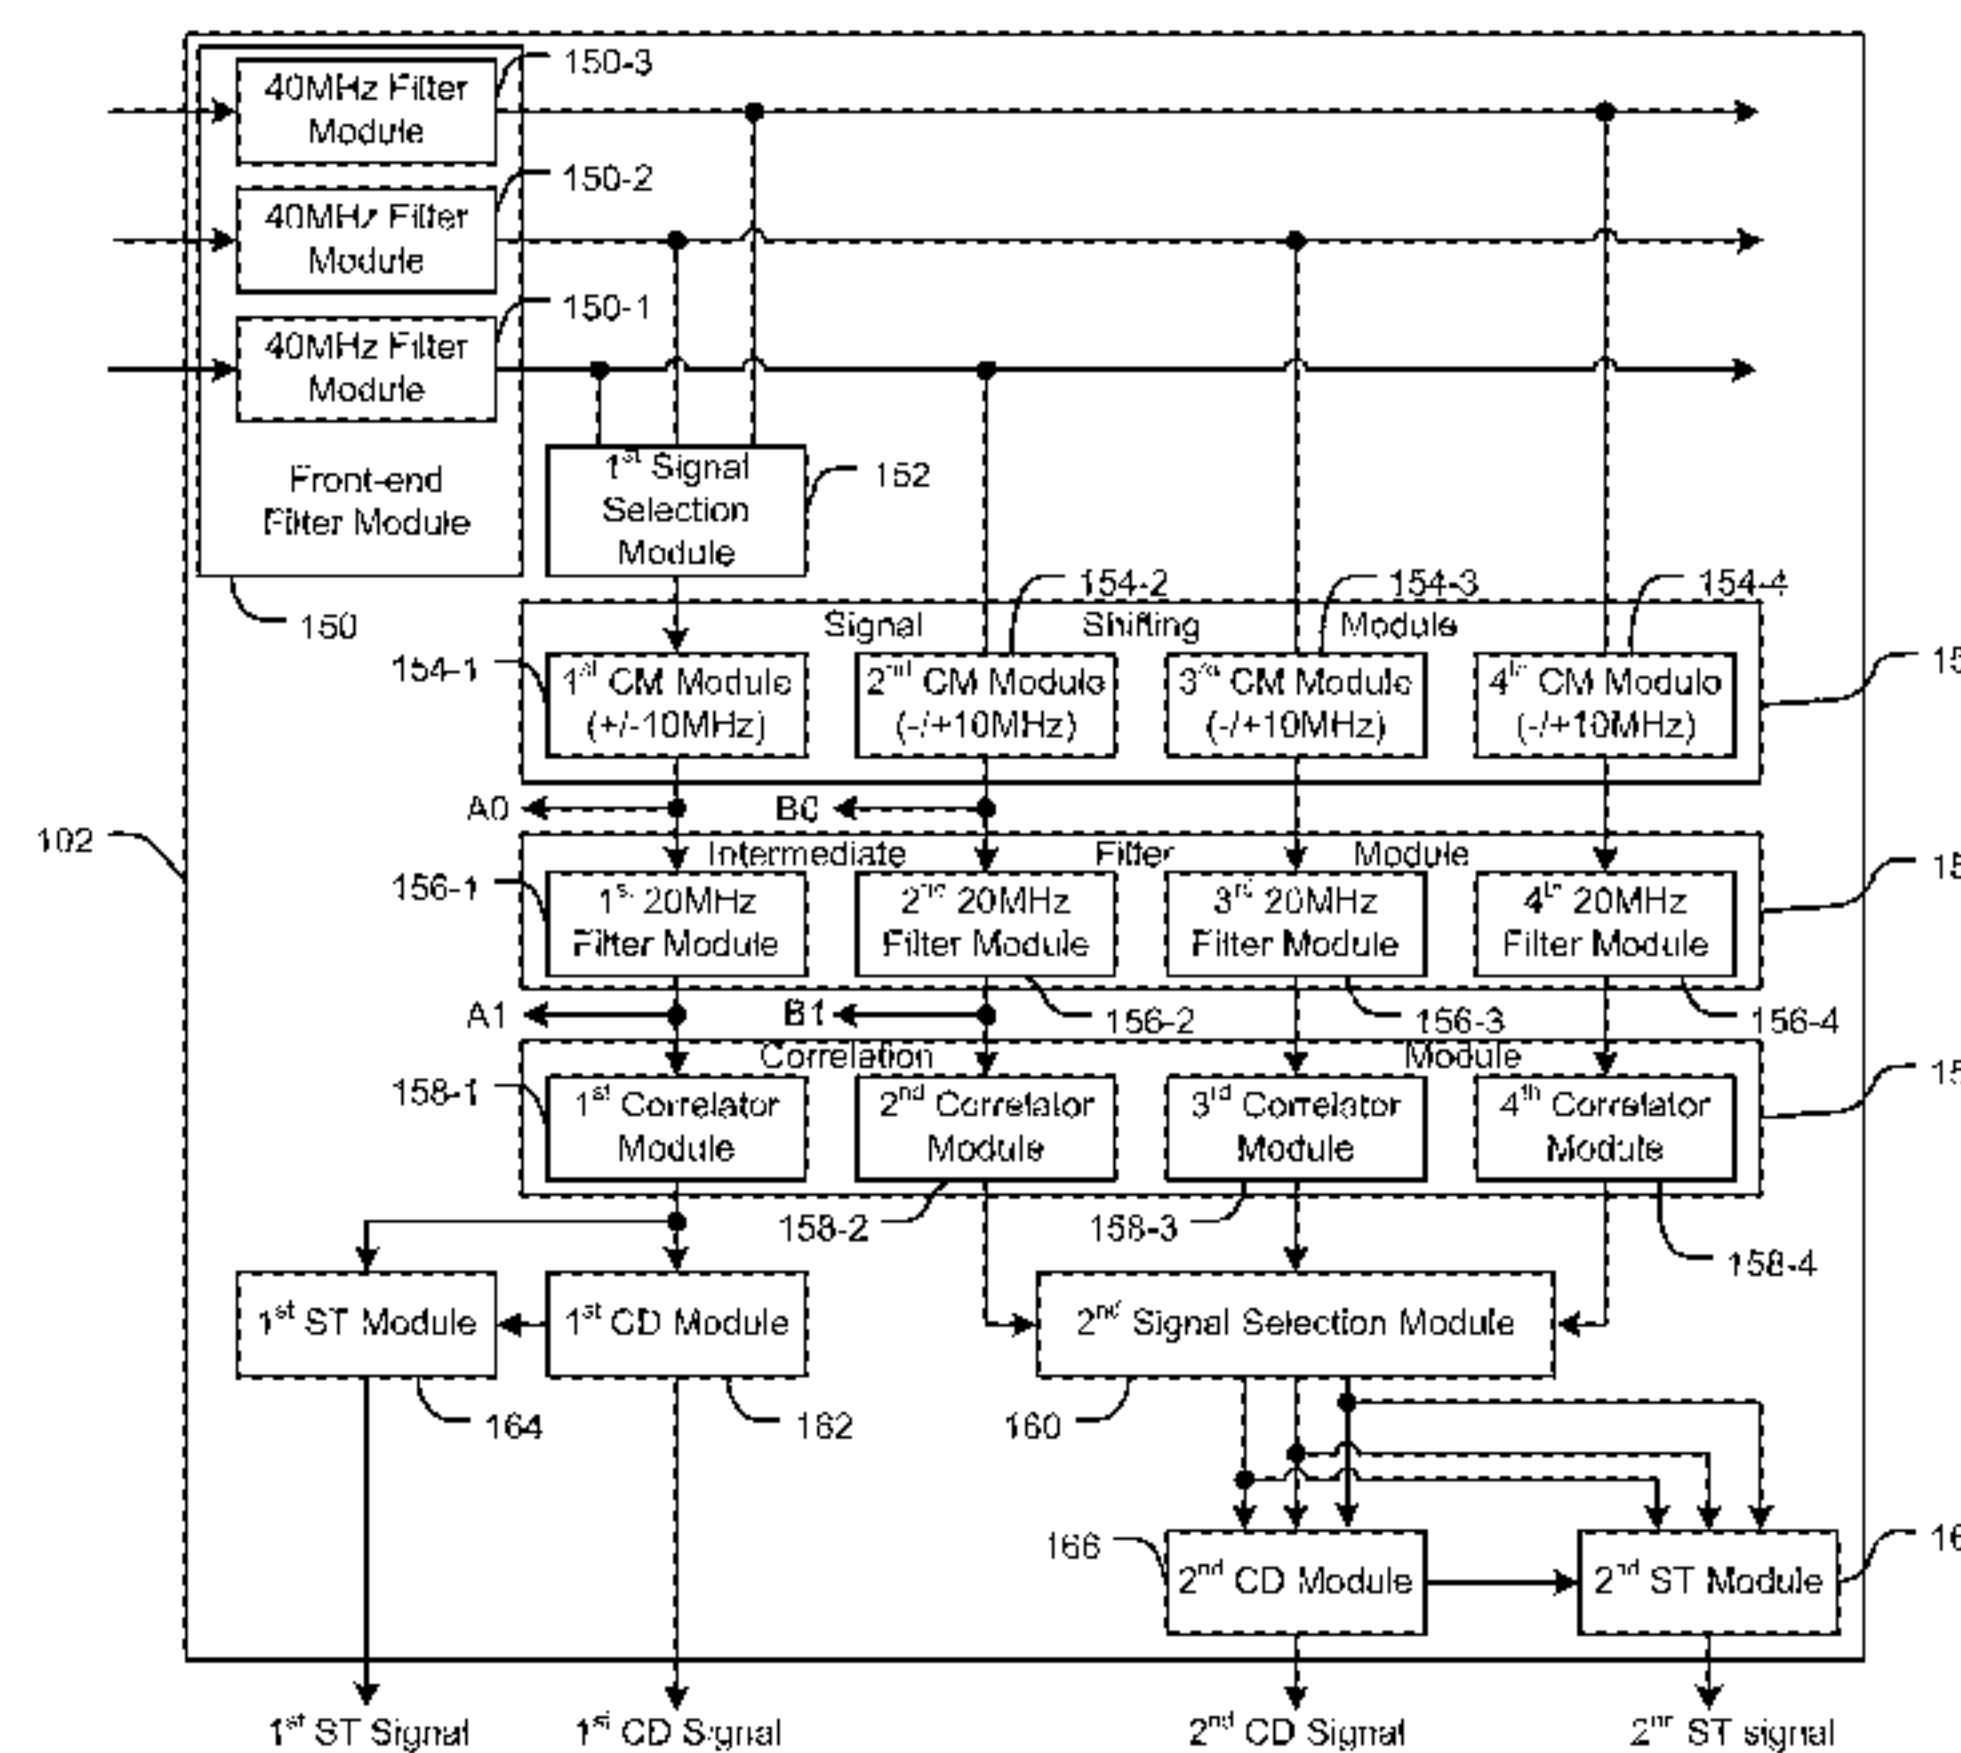 40MHz Filter
Module
150-3
40MHz Filter
Module
150-2
40MHz Filter
Module
150-1
Front-end
Filter Module
150
1st Signal
Selection
Module
152
154-2
154-3
154-4
Signal Shifting Module
154-1
1st CM Module
(+/-10MHz)
2nd CM Module
(-/+10MHz)
3rd CM Module
(-/+10MHz)
4th CM Module
(-/+10MHz)
15
A0
B0
102
Intermediate Filter Module
156-1
1st 20MHz
Filter Module
2nd 20MHz
Filter Module
3rd 20MHz
Filter Module
4th 20MHz
Filter Module
15
A1
B1
156-2
156-3
156-4
Correlation Module
158-1
1st Correlator
Module
2nd Correlator
Module
3rd Correlator
Module
4th Correlator
Module
15
158-2
158-3
158-4
1st ST Module
1st CD Module
2nd Signal Selection Module
164
162
160
166
2nd CD Module
2nd ST Module
16
1st ST Signal
1st CD Signal
2nd CD Signal
2nd ST signal